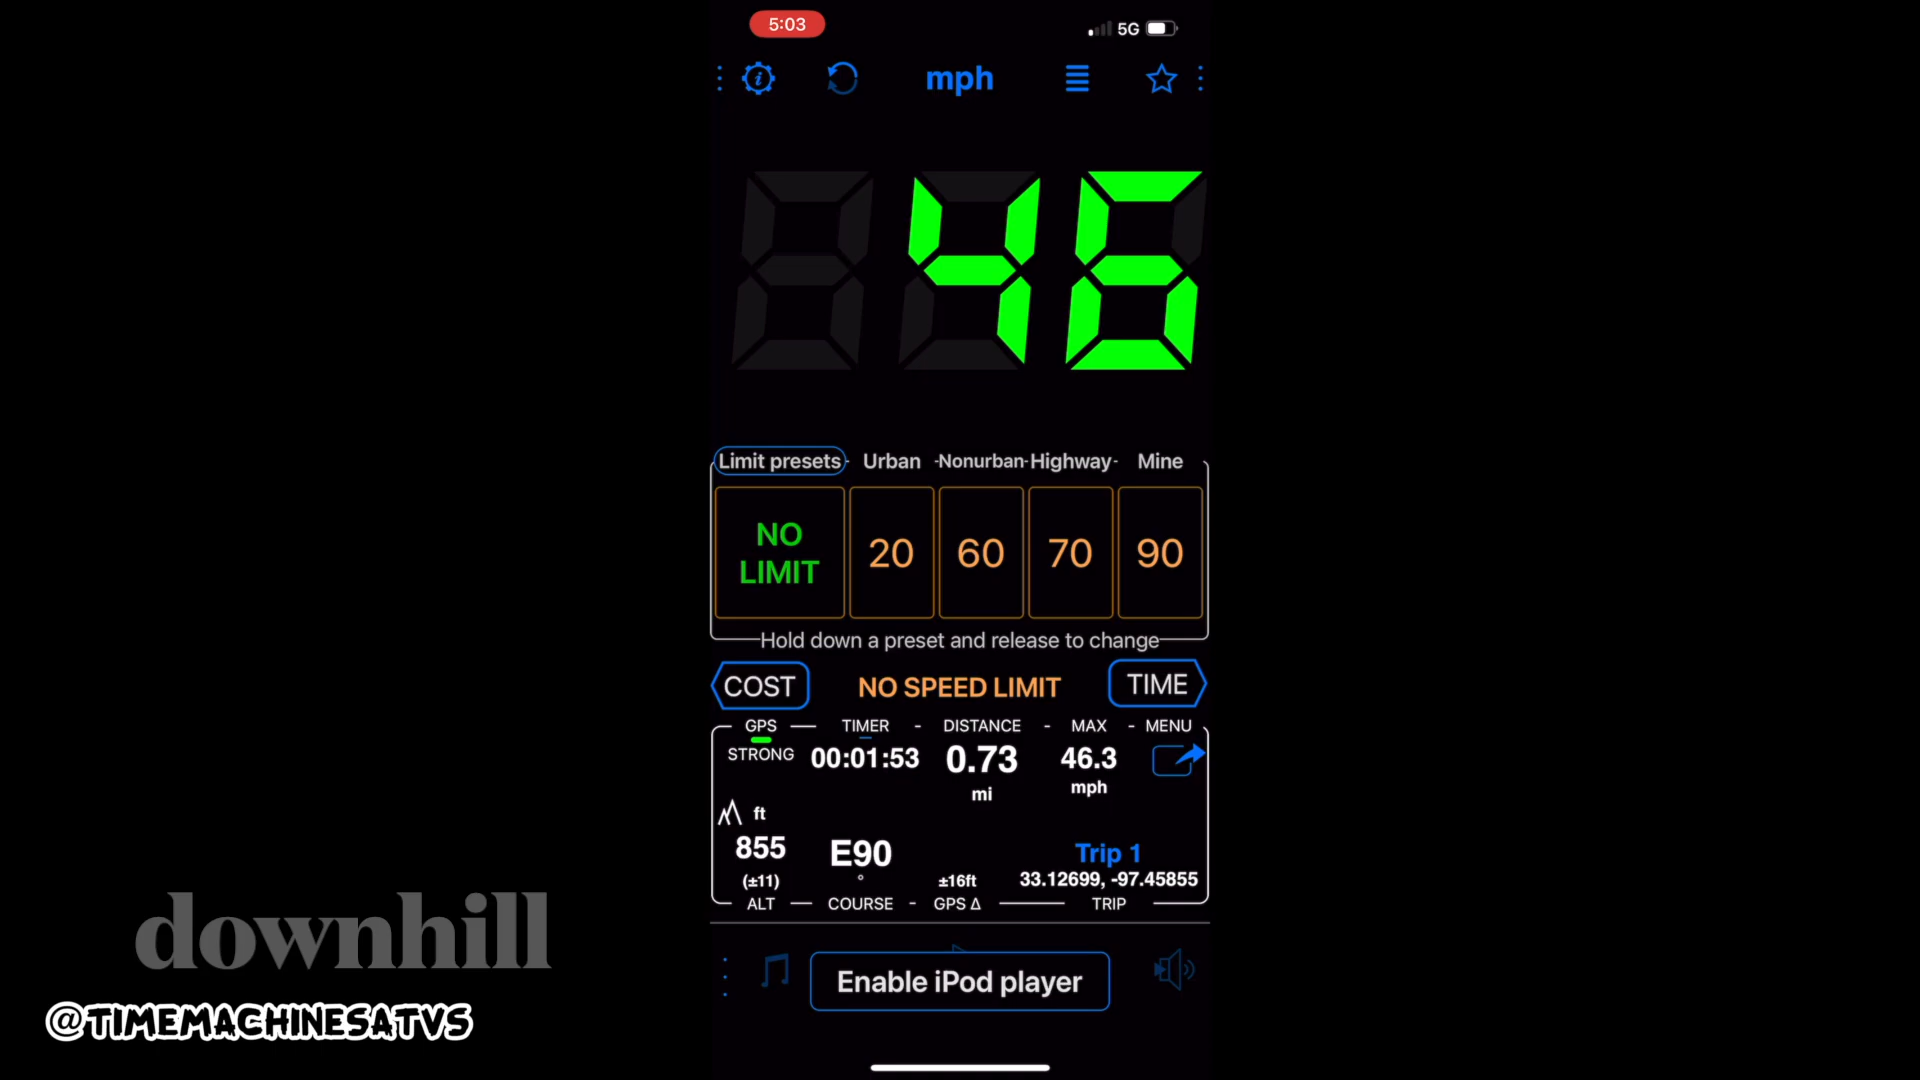 5:03
5G
mph
46
Limit presets Urban Nonurban Highway Mine
NO
LIMIT
20 60 70 90
Hold down a preset and release to change
COST NO SPEED LIMIT TIME
GPS TIMER DISTANCE MAX MENU
STRONG 00:01:53 0.73 46.3
mi mph
ft
855 E90 Trip 1
(±11) ° ±16ft 33.12699, -97.45855
ALT COURSE GPS Δ TRIP
downhill
Enable iPod player
@TIMEMACHINESATVS